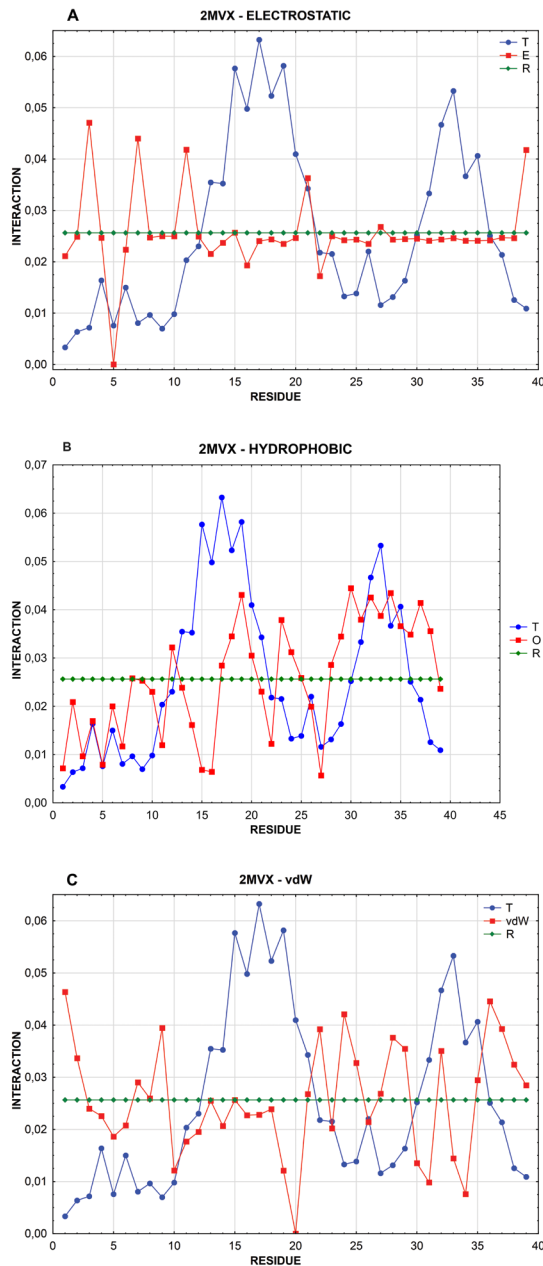 A
2MVX - ELECTROSTATIC
T
E
R
INTERACTION
0,06
0,05
0,04
0,03
0,02
0,01
0,00
0 5 10 15 20 25 30 35 40
RESIDUE
B
2MVX - HYDROPHOBIC
T
O
R
INTERACTION
0,07
0,06
0,05
0,04
0,03
0,02
0,01
0,00
0 5 10 15 20 25 30 35 40 45
RESIDUE
C
2MVX - vdW
T
vdW
R
INTERACTION
0,06
0,05
0,04
0,03
0,02
0,01
0,00
0 5 10 15 20 25 30 35 40
RESIDUE